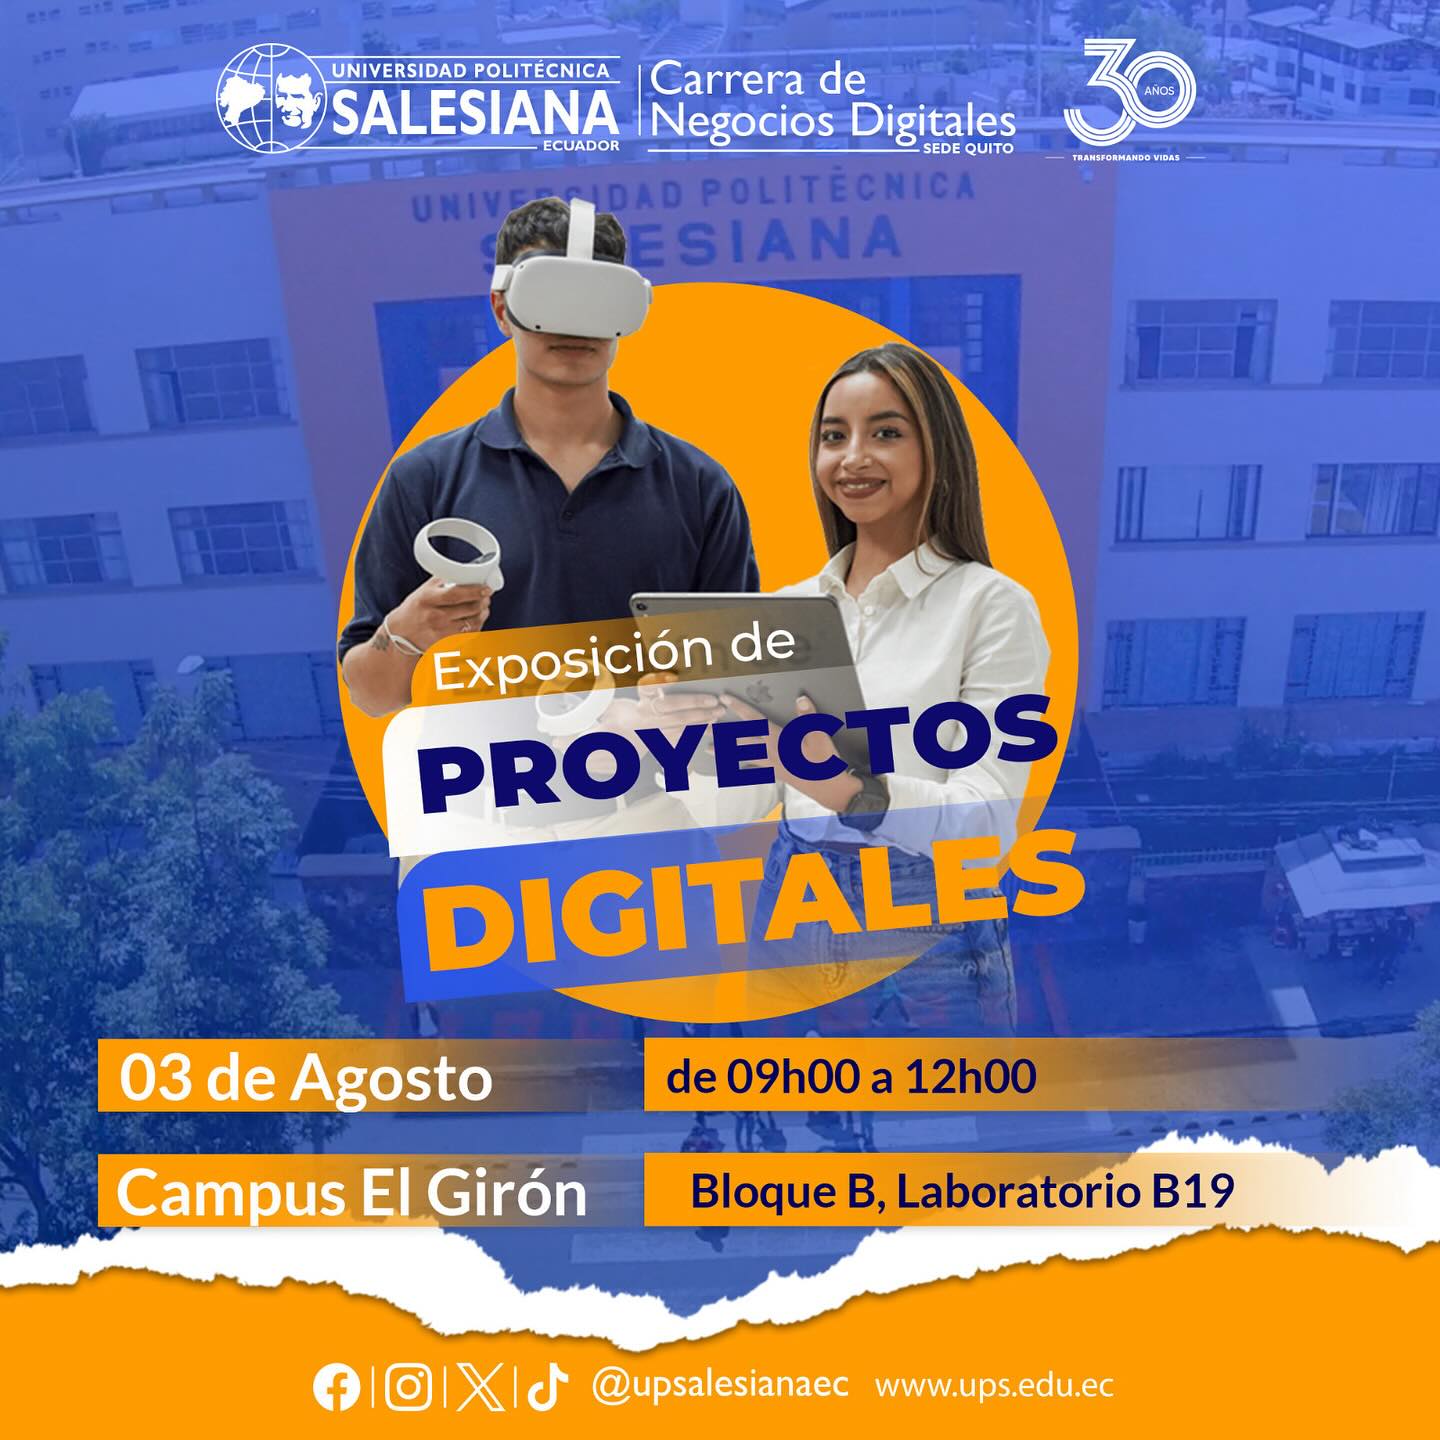 UNIVERSIDAD POLITÉCNICA
SALESIANA
ECUADOR
Carrera de
Negocios Digitales
SEDE QUITO
30
AÑOS
TRANSFORMANDO VIDAS
UNIVERSIDAD POLITÉCNICA
SALESIANA
Exposición de
PROYECTOS
DIGITALES
03 de Agosto
de 09h00 a 12h00
Campus El Girón
Bloque B, Laboratorio B19
@upsalesianaec www.ups.edu.ec